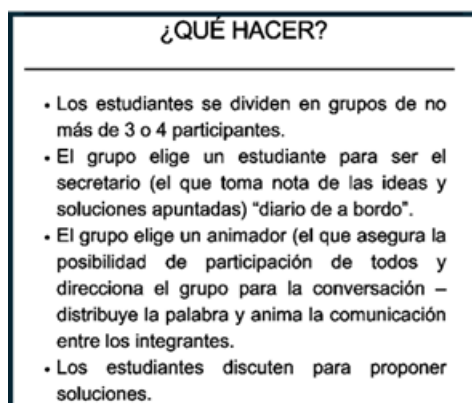 ¿QUÉ HACER?
• Los estudiantes se dividen en grupos de no
más de 3 o 4 participantes.
• El grupo elige un estudiante para ser el
secretario (el que toma nota de las ideas y
soluciones apuntadas) “diario de a bordo”.
• El grupo elige un animador (el que asegura la
posibilidad de participación de todos y
direcciona el grupo para la conversación –
distribuye la palabra y anima la comunicación
entre los integrantes.
• Los estudiantes discuten para proponer
soluciones.